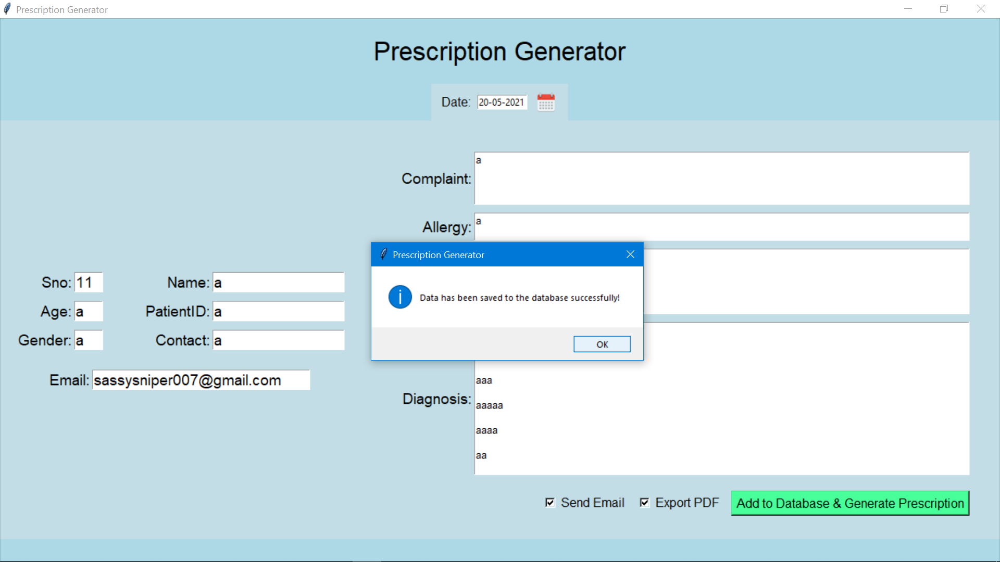 Prescription Generator
Prescription Generator
Date: 20-05-2021
Complaint: a
Allergy: a
Prescription Generator
Data has been saved to the database successfully!
OK
Sno: 11 Name: a
Age: a PatientID: a
Gender: a Contact: a
Email: sassysniper007@gmail.com
Diagnosis:
aaa
aaaaa
aaaa
aa
Send Email Export PDF Add to Database & Generate Prescription